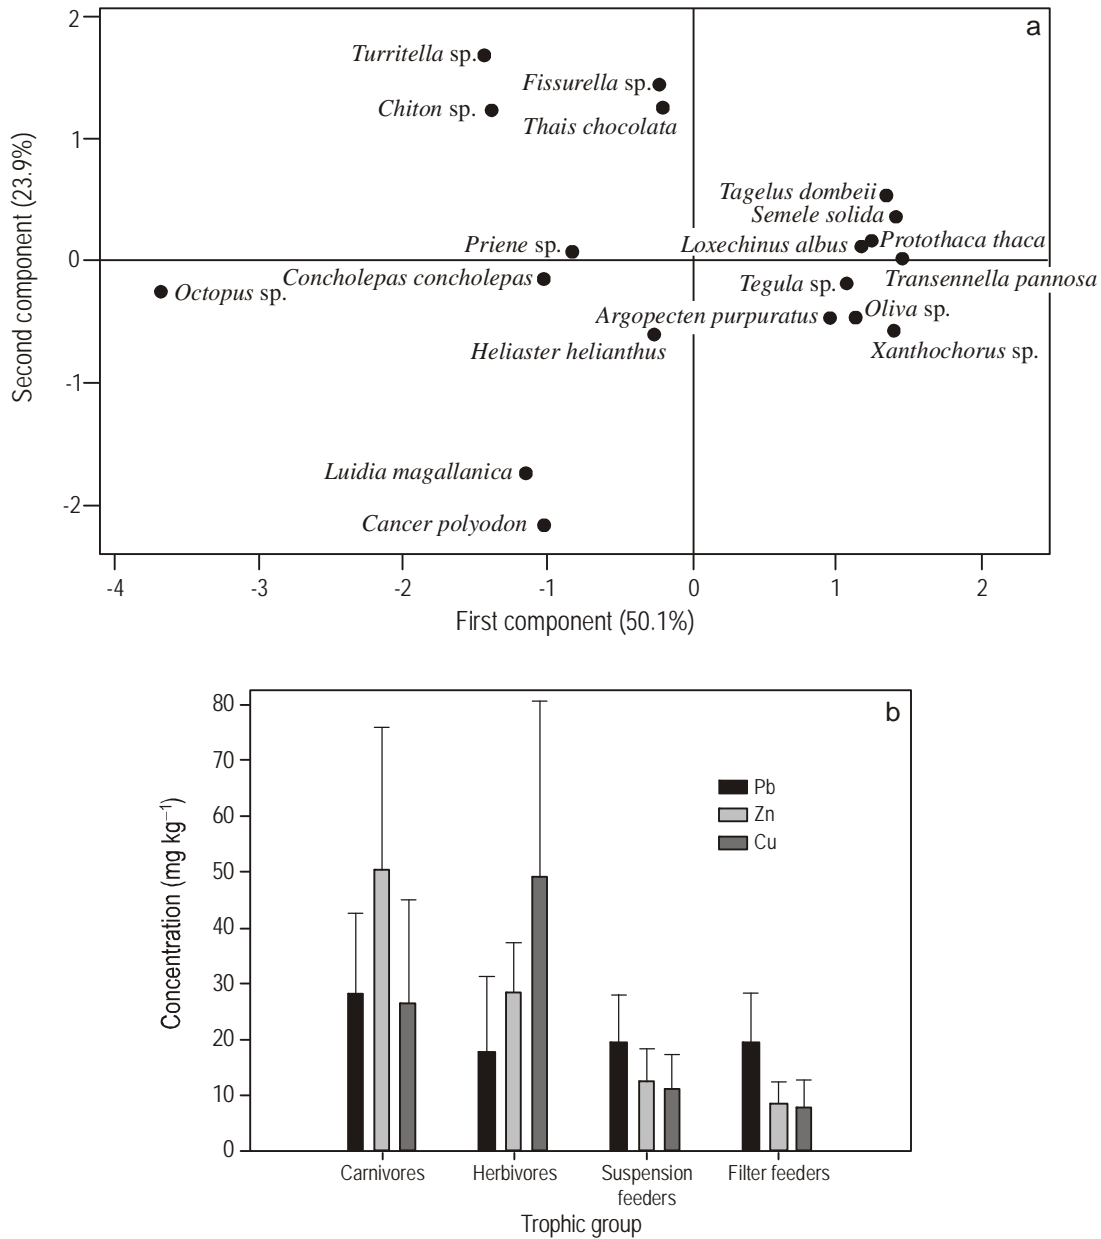 a
2
1
0
-1
-2
Second component (23.9%)
Turritella sp.
Fissurella sp.
Chiton sp.
Thais chocolata
Tagelus dombeii
Semele solida
Priene sp.
Loxechinus albus
Protothaca thaca
Concholepas concholepas
Tegula sp.
Transennella pannosa
Octopus sp.
Argopecten purpuratus
Oliva sp.
Heliaster helianthus
Xanthochorus sp.
Luidia magallanica
Cancer polyodon
-4 -3 -2 -1 0 1 2
First component (50.1%)
b
80
70
60
50
40
30
20
10
0
Concentration (mg kg⁻¹)
Pb
Zn
Cu
Carnivores Herbivores Suspension Filter feeders
feeders
Trophic group